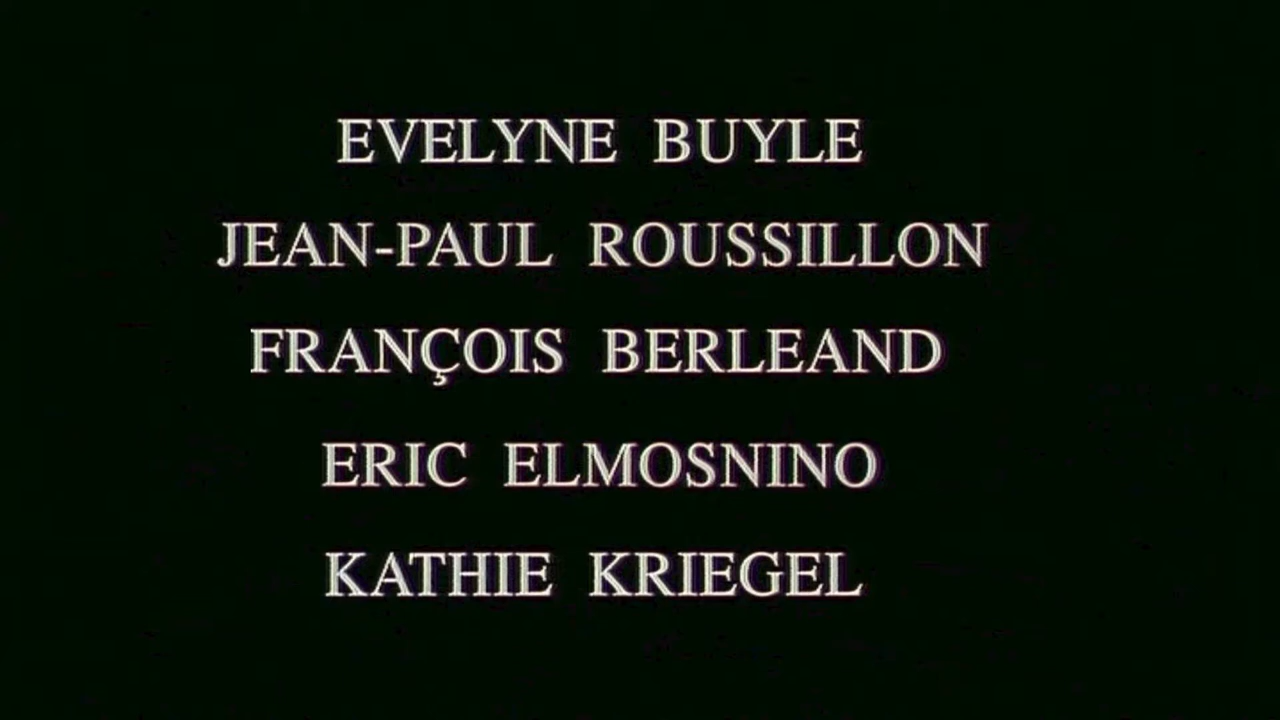 EVELYNE BUYLE
JEAN-PAUL ROUSSILLON
FRANÇOIS BERLEAND
ERIC ELMOSNINO
KATHIE KRIEGEL